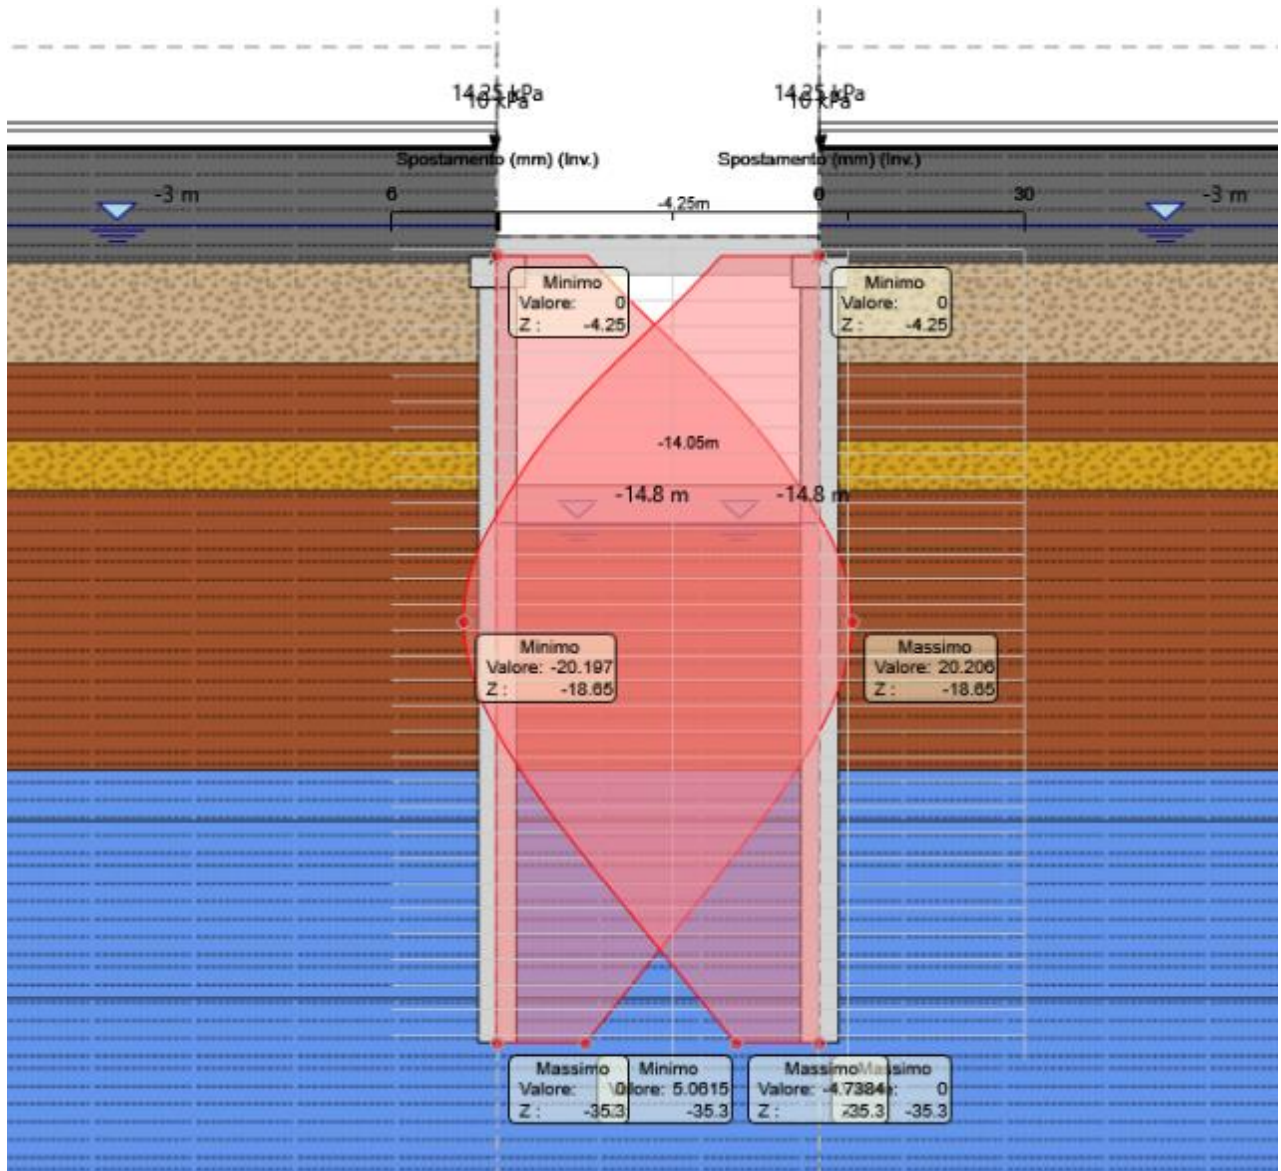 14.25 kPa
10 kPa
14.25 kPa
10 kPa
Spostamento (mm) (Inv.)
Spostamento (mm) (Inv.)
-3 m
6
-4.25m
0
30
-3 m
Minimo
Valore: 0
Z : -4.25
Minimo
Valore: 0
Z : -4.25
-14.05m
-14.8 m
-14.8 m
Minimo
Valore: -20.197
Z : -18.65
Massimo
Valore: 20.206
Z : -18.65
Massimo
Valore: 0
Z : -35.3
Minimo
Valore: 5.0615
-35.3
Massimo
Valore: -4.7384
Z : -35.3
Massimo
0
-35.3